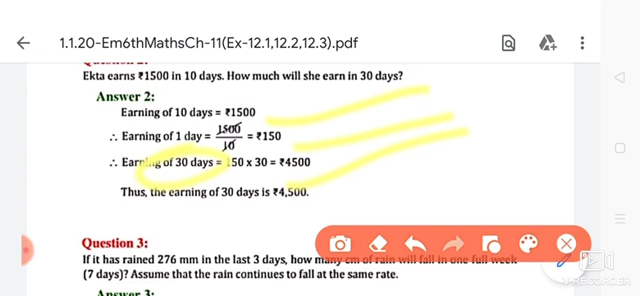 1.1.20-Em6thMathsCh-11(Ex-12.1,12.2,12.3).pdf
Question 2:
Ekta earns ₹1500 in 10 days. How much will she earn in 30 days?
Answer 2:
Earning of 10 days = ₹1500
∴ Earning of 1 day = 1500/10 = ₹150
∴ Earning of 30 days = 150 x 30 = ₹4500
Thus, the earning of 30 days is ₹4,500.
Question 3:
If it has rained 276 mm in the last 3 days, how many cm of rain will fall in one full week
(7 days)? Assume that the rain continues to fall at the same rate.
Answer 3: